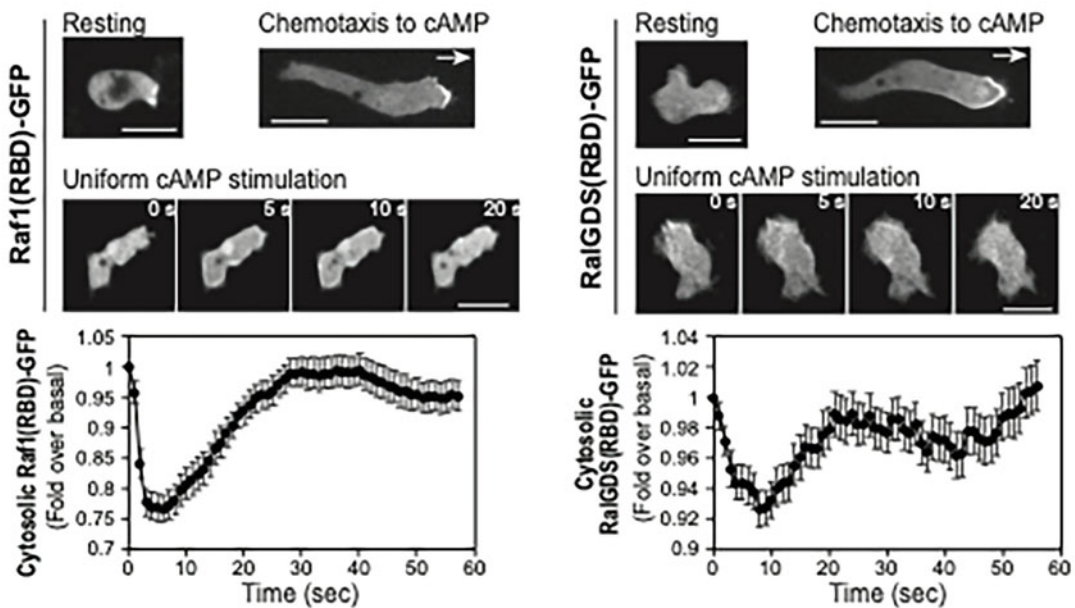 Resting
Chemotaxis to cAMP
Raf1(RBD)-GFP
Uniform cAMP stimulation
0 s
5 s
10 s
20 s
Cytosolic Raf1(RBD)-GFP
(Fold over basal)
1.05
1
0.95
0.9
0.85
0.8
0.75
0.7
0
10
20
30
40
50
60
Time (sec)
Resting
Chemotaxis to cAMP
RalGDS(RBD)-GFP
Uniform cAMP stimulation
0 s
5 s
10 s
20 s
Cytosolic
RalGDS(RBD)-GFP
(Fold over basal)
1.04
1.02
1
0.98
0.96
0.94
0.92
0.9
0
10
20
30
40
50
60
Time (sec)